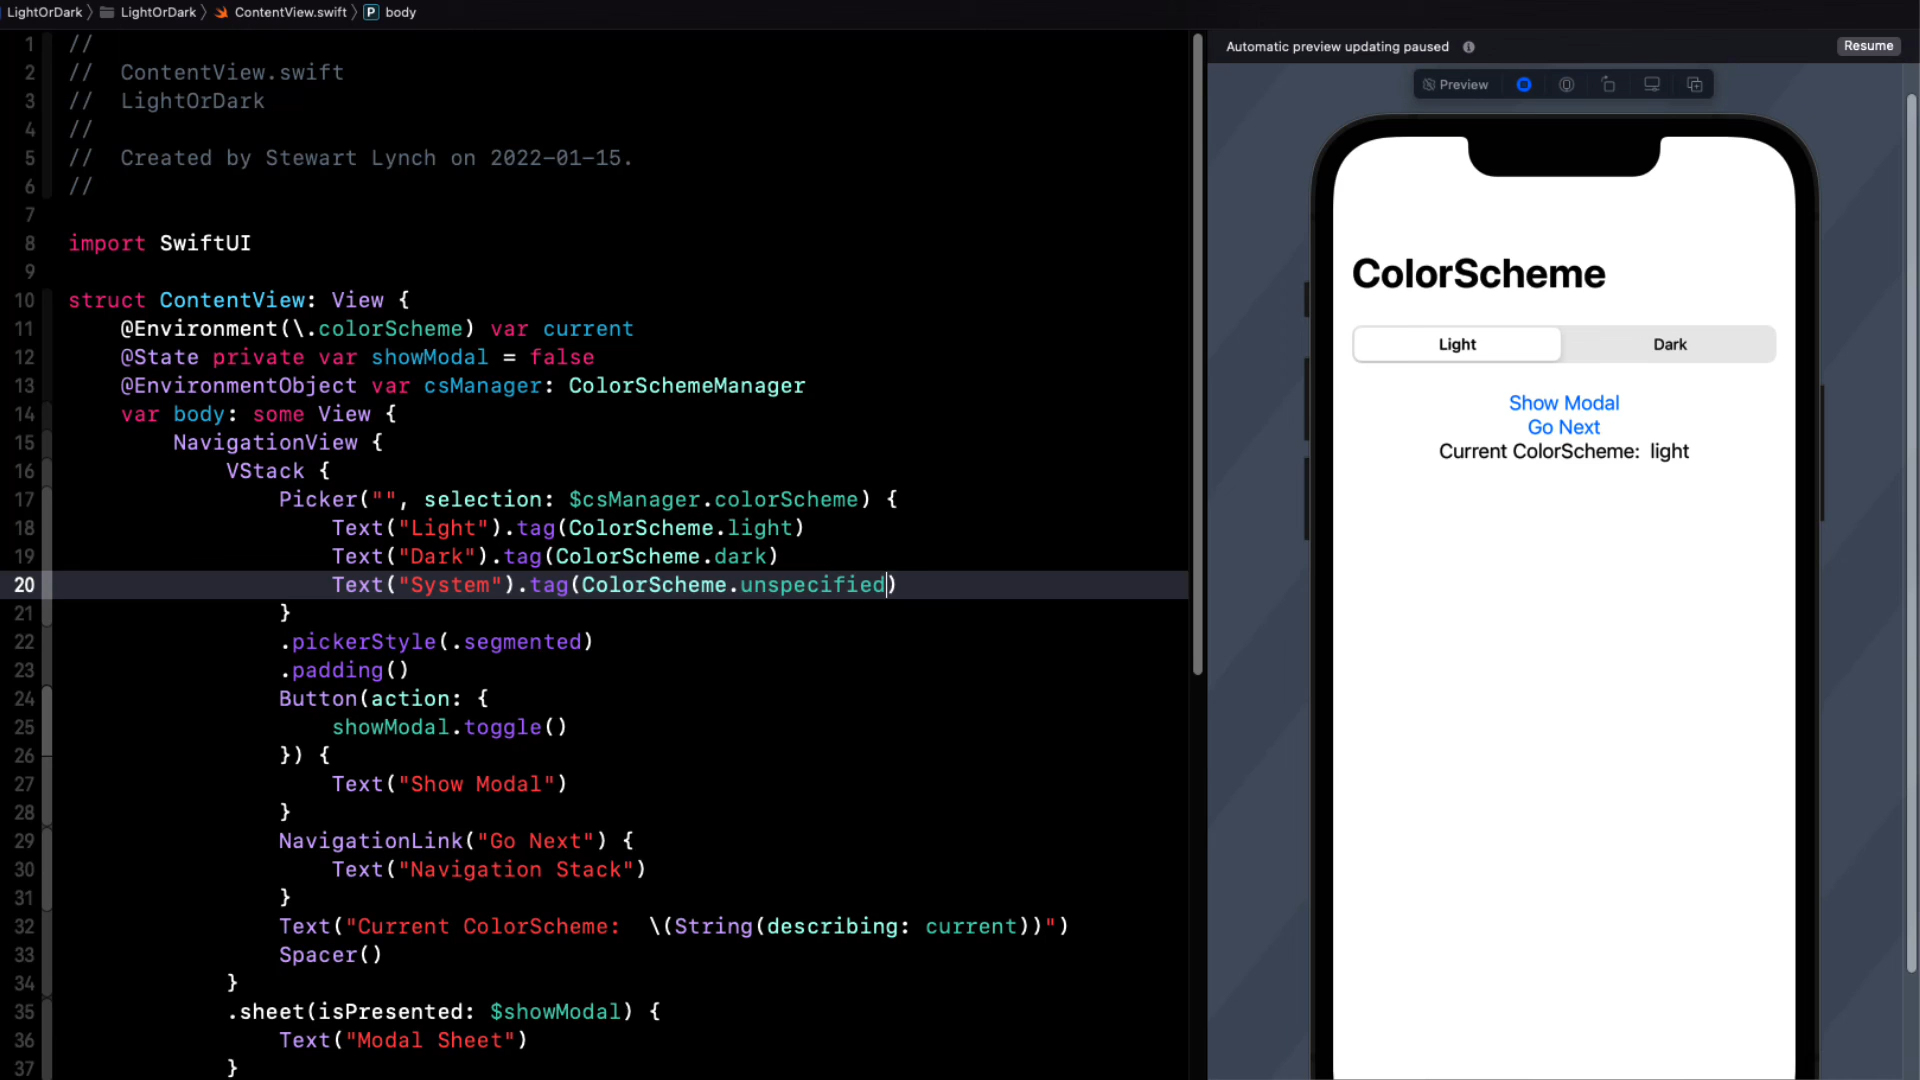 LightOrDark 〉 LightOrDark 〉 ContentView.swift 〉 P body
1 //
2 //  ContentView.swift
3 //  LightOrDark
4 //
5 //  Created by Stewart Lynch on 2022-01-15.
6 //
7
8 import SwiftUI
9
10 struct ContentView: View {
11     @Environment(\.colorScheme) var current
12     @State private var showModal = false
13     @EnvironmentObject var csManager: ColorSchemeManager
14     var body: some View {
15         NavigationView {
16             VStack {
17                 Picker("", selection: $csManager.colorScheme) {
18                     Text("Light").tag(ColorScheme.light)
19                     Text("Dark").tag(ColorScheme.dark)
20                     Text("System").tag(ColorScheme.unspecified)
21                 }
22                 .pickerStyle(.segmented)
23                 .padding()
24                 Button(action: {
25                     showModal.toggle()
26                 }) {
27                     Text("Show Modal")
28                 }
29                 NavigationLink("Go Next") {
30                     Text("Navigation Stack")
31                 }
32                 Text("Current ColorScheme:  \(String(describing: current))")
33                 Spacer()
34             }
35             .sheet(isPresented: $showModal) {
36                 Text("Modal Sheet")
37             }
Automatic preview updating paused
Resume
Preview
ColorScheme
Light Dark
Show Modal
Go Next
Current ColorScheme:  light